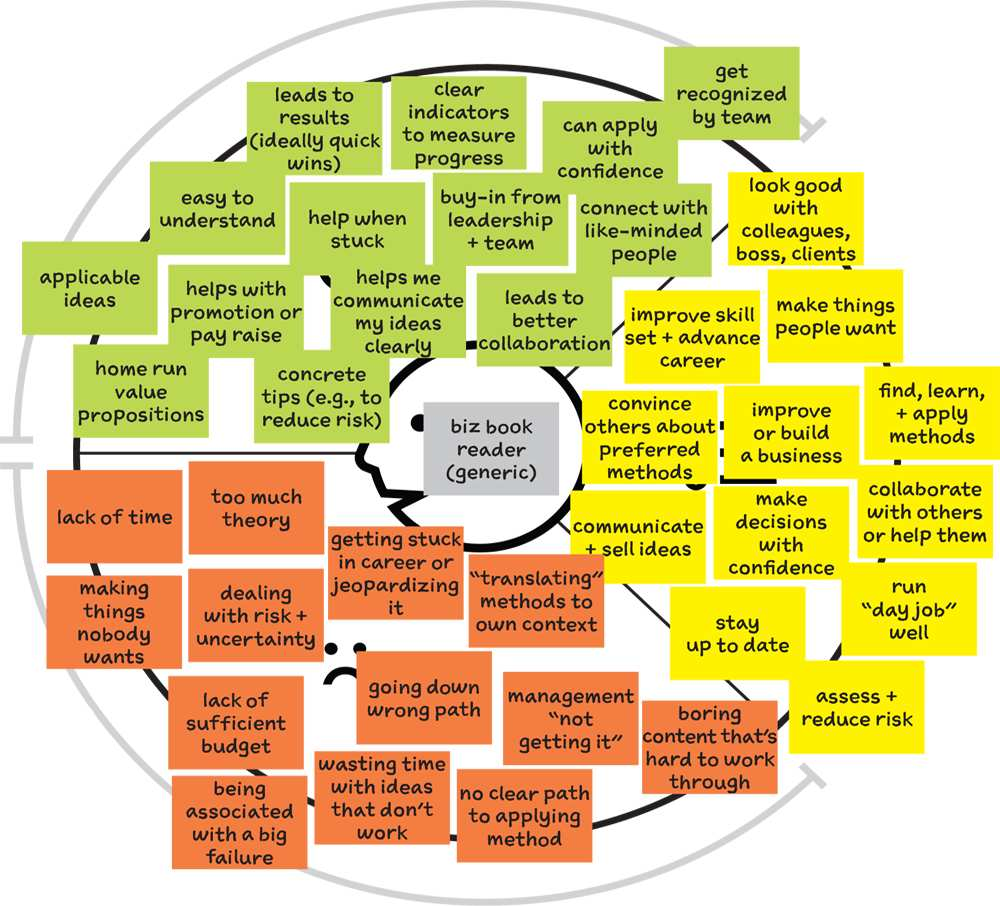 get
recognized
by team
leads to
results
(ideally quick
wins)
clear
indicators
to measure
progress
can apply
with
confidence
easy to
understand
help when
stuck
buy-in from
leadership
+ team
connect with
like-minded
people
applicable
ideas
helps with
promotion or
pay raise
helps me
communicate
my ideas
clearly
leads to
better
collaboration
home run
value
propositions
concrete
tips (e.g., to
reduce risk)
biz book
reader
(generic)
look good
with
colleagues,
boss, clients
improve skill
set + advance
career
make things
people want
convince
others about
preferred
methods
improve
or build
a business
find, learn,
+ apply
methods
communicate
+ sell ideas
make
decisions
with
confidence
collaborate
with others
or help them
stay
up to date
run
“day job”
well
assess +
reduce risk
lack of time
too much
theory
getting stuck
in career or
jeopardizing
it
“translating”
methods to
own context
making
things
nobody
wants
dealing
with risk +
uncertainty
lack of
sufficient
budget
going down
wrong path
management
“not
getting it”
boring
content that’s
hard to work
through
being
associated
with a big
failure
wasting time
with ideas
that don’t
work
no clear path
to applying
method